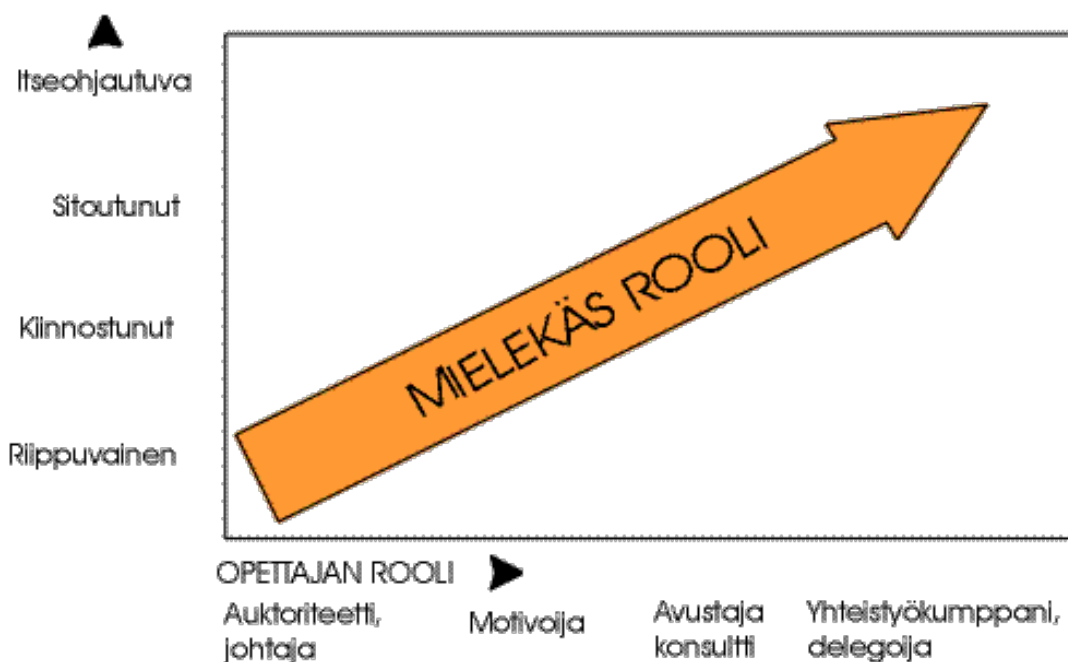 Itseohjautuva
Sitoutunut
Kiinnostunut
Riippuvainen
MIELEKÄS ROOLI
OPETTAJAN ROOLI
Auktoriteetti,
johtaja
Motivoija
Avustaja
konsultti
Yhteistyökumppani,
delegoija